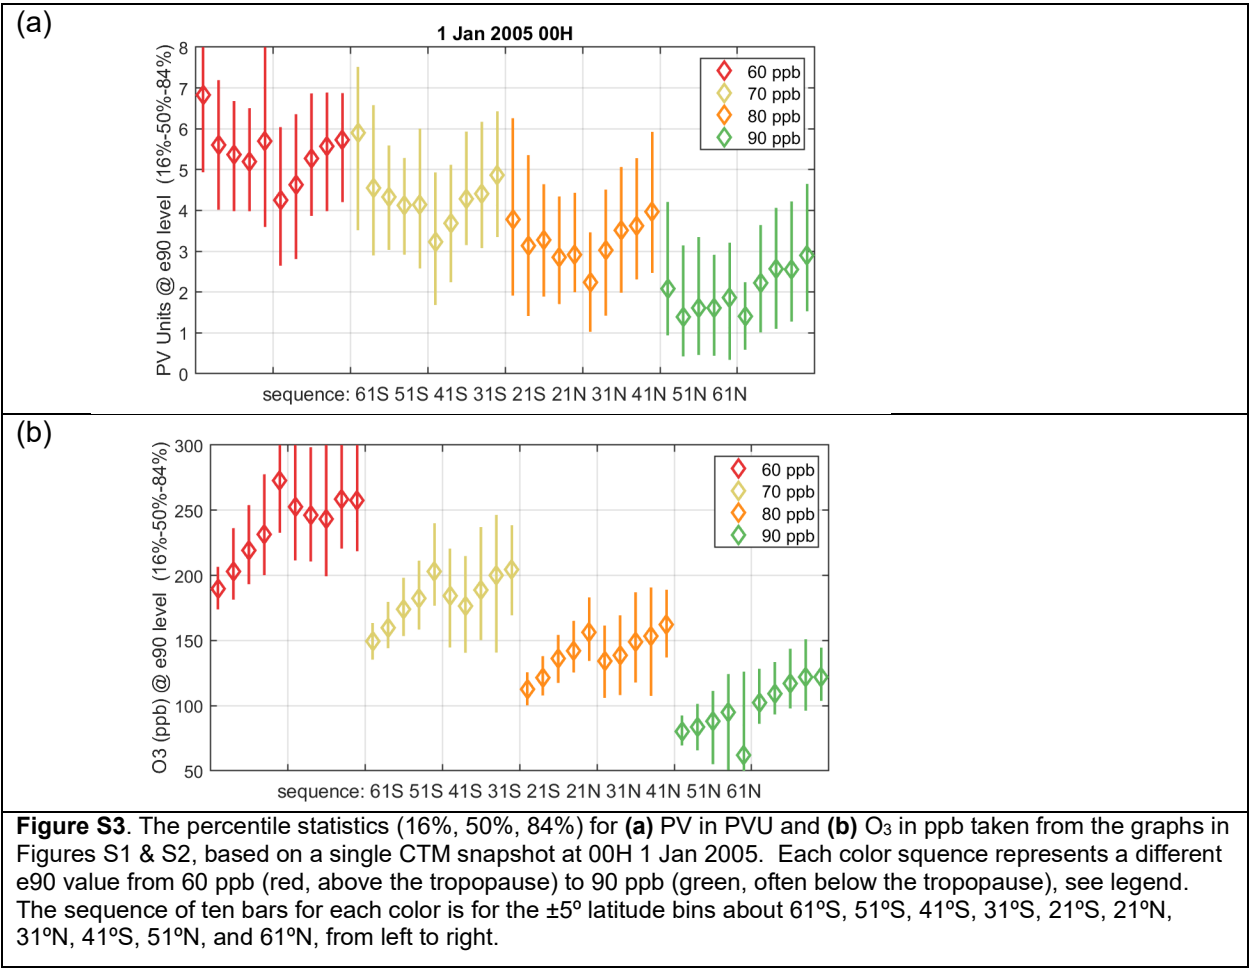 (a)
1 Jan 2005 00H
PV Units @ e90 level (16%-50%-84%)
8
7
6
5
4
3
2
1
0
60 ppb
70 ppb
80 ppb
90 ppb
sequence: 61S 51S 41S 31S 21S 21N 31N 41N 51N 61N
(b)
O3 (ppb) @ e90 level (16%-50%-84%)
300
250
200
150
100
50
60 ppb
70 ppb
80 ppb
90 ppb
sequence: 61S 51S 41S 31S 21S 21N 31N 41N 51N 61N
Figure S3. The percentile statistics (16%, 50%, 84%) for (a) PV in PVU and (b) O₃ in ppb taken from the graphs in
Figures S1 & S2, based on a single CTM snapshot at 00H 1 Jan 2005. Each color squence represents a different
e90 value from 60 ppb (red, above the tropopause) to 90 ppb (green, often below the tropopause), see legend.
The sequence of ten bars for each color is for the ±5º latitude bins about 61ºS, 51ºS, 41ºS, 31ºS, 21ºS, 21ºN,
31ºN, 41ºS, 51ºN, and 61ºN, from left to right.